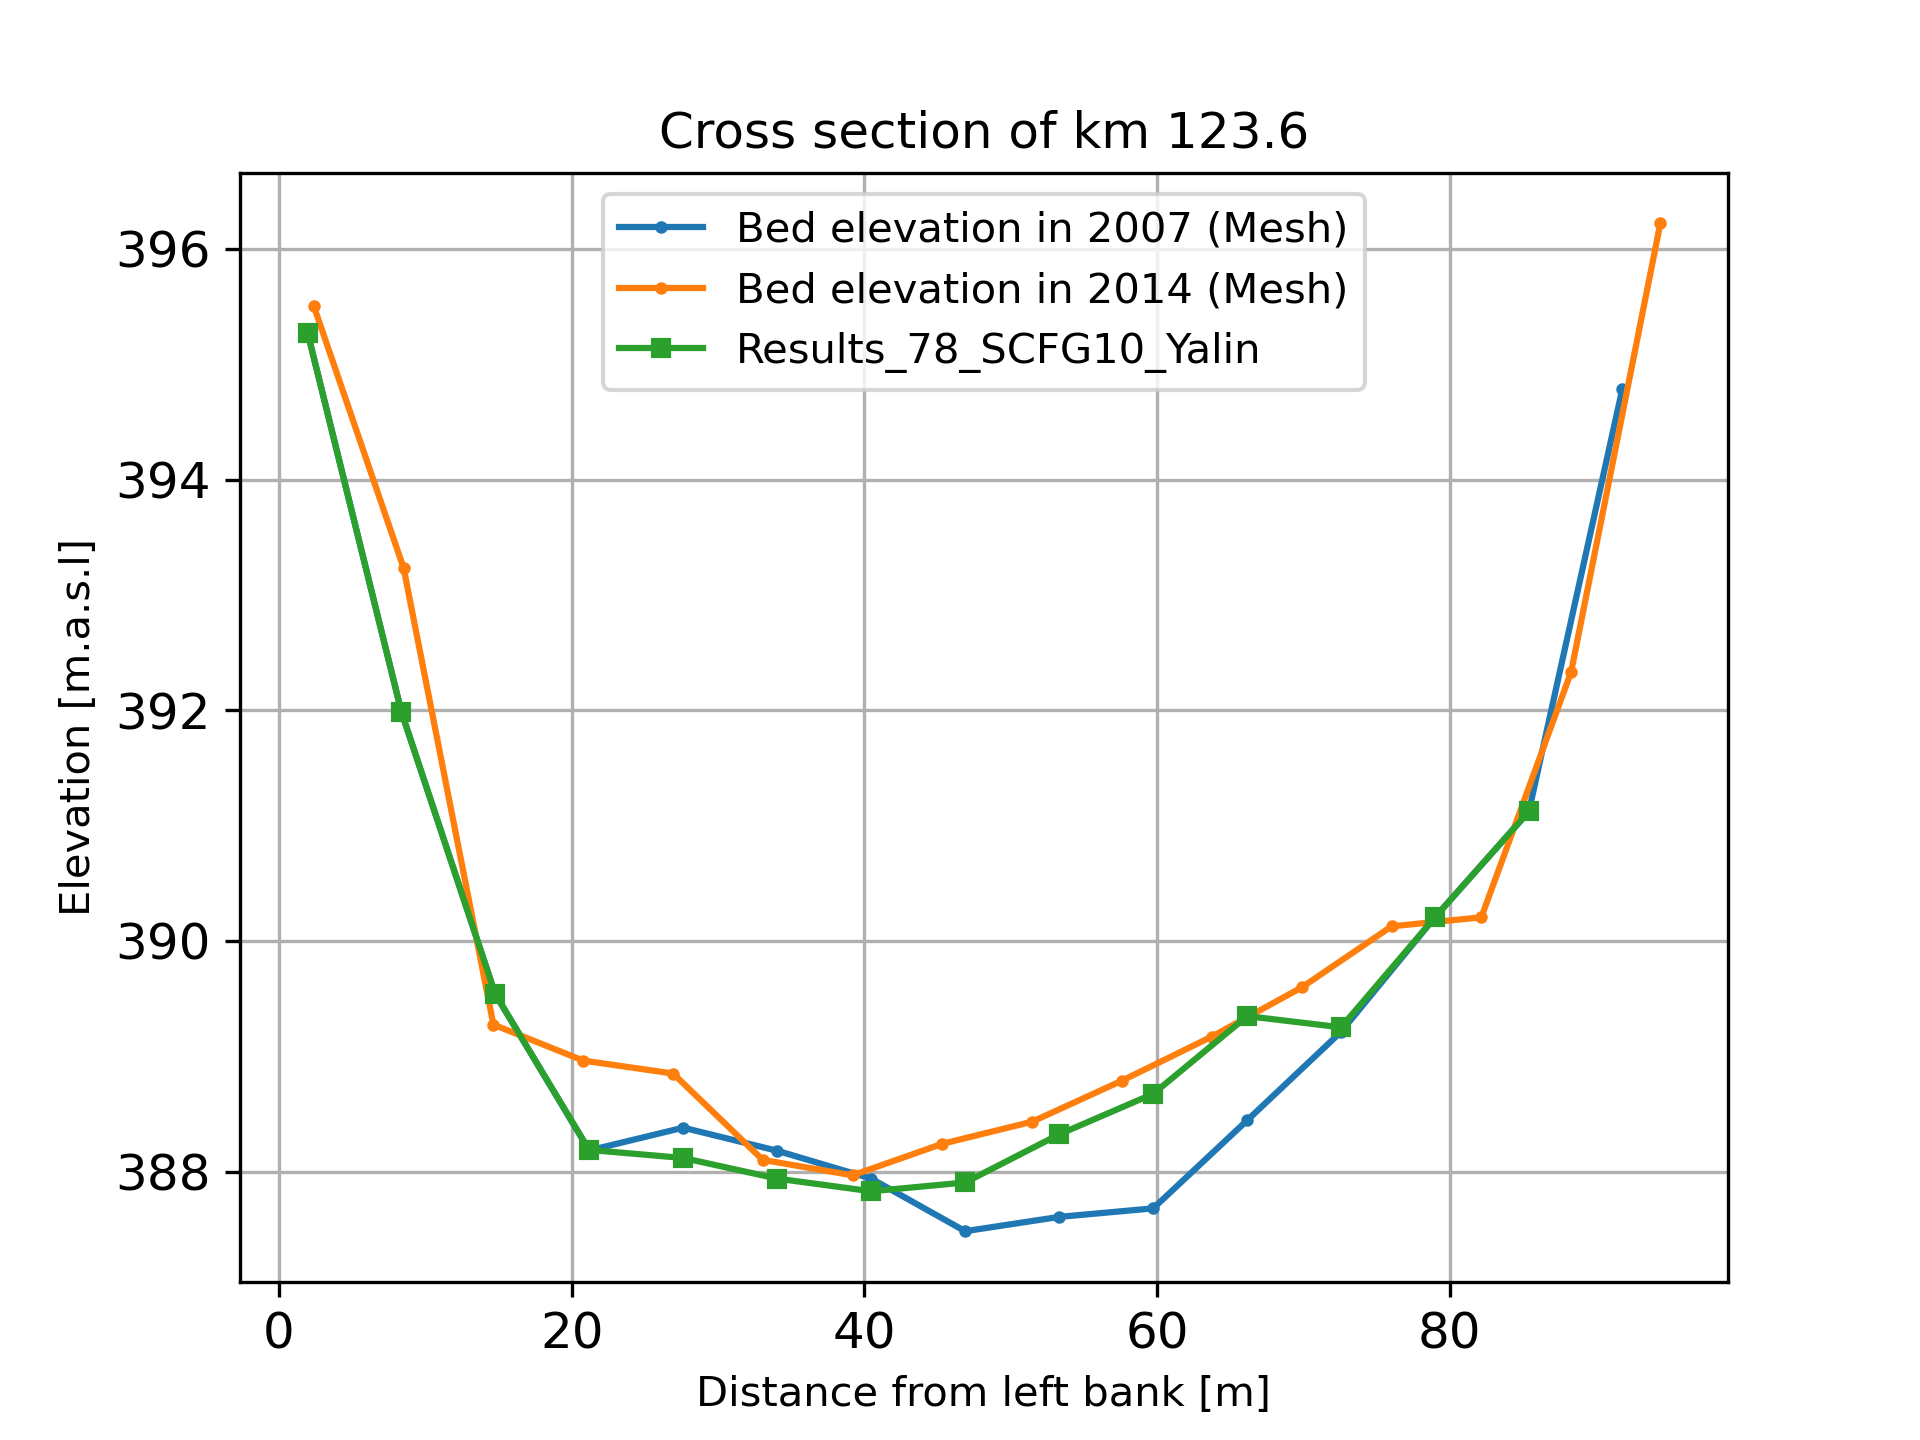 Cross section of km 123.6
Bed elevation in 2007 (Mesh)
Bed elevation in 2014 (Mesh)
Results_78_SCFG10_Yalin
396
394
392
390
388
Elevation [m.a.s.l]
0 20 40 60 80
Distance from left bank [m]